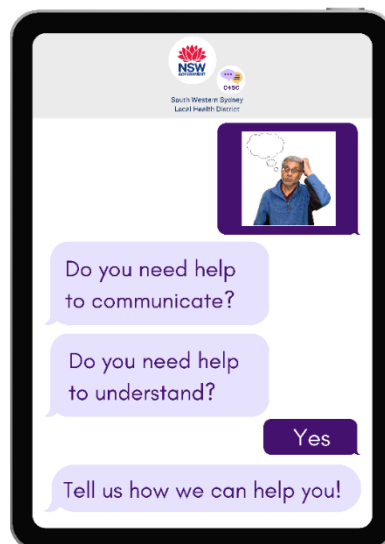 NSW
GOVERNMENT
C4SC
South Western Sydney
Local Health District
Do you need help
to communicate?
Do you need help
to understand?
Yes
Tell us how we can help you!